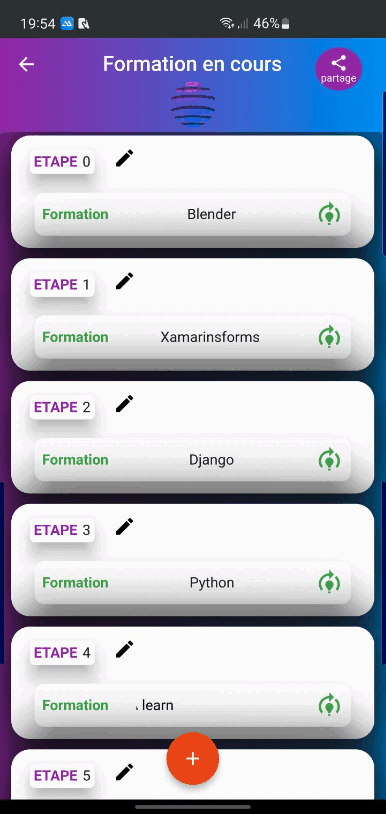 19:54 46%
Formation en cours
partage
ETAPE 0
Formation Blender
ETAPE 1
Formation Xamarinsforms
ETAPE 2
Formation Django
ETAPE 3
Formation Python
ETAPE 4
Formation learn
+
ETAPE 5